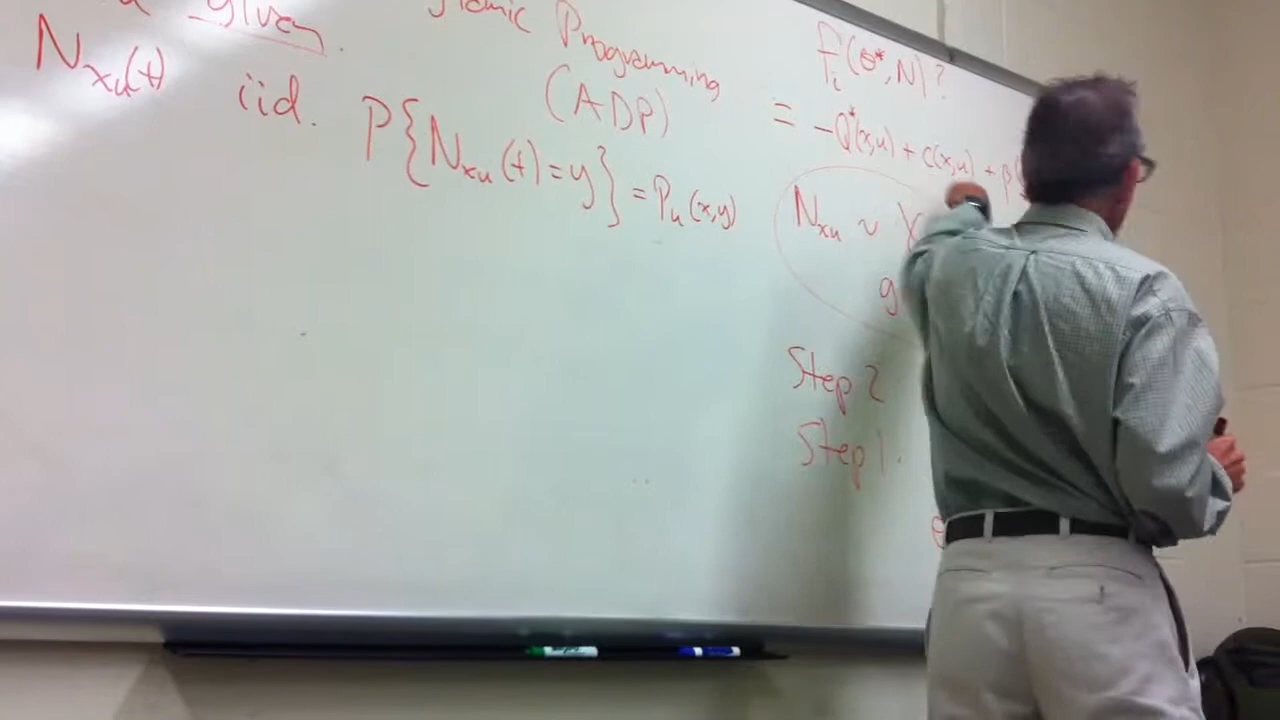 given.
N_{xu}(t) iid. P{N_{xu}(t) = y} = P_u(x,y)
Programming
(ADP)
f_i(θ*, N)?
= -Q*(x,u) + c(x,u) + β
N_{xu} ~ X
Step 2
Step 1.